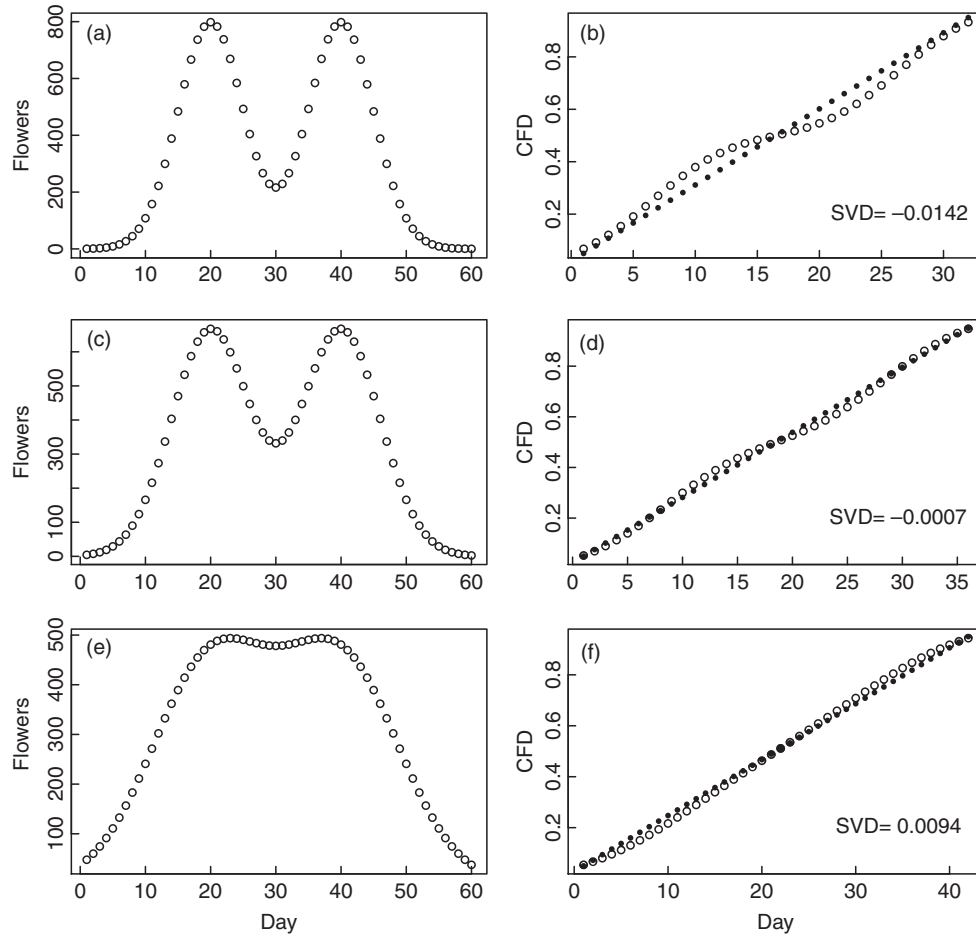 (a)
Flowers
800
600
400
200
0
0 10 20 30 40 50 60
(b)
CFD
0.8
0.6
0.4
0.2
SVD= −0.0142
0 5 10 15 20 25 30
(c)
Flowers
500
300
100
0
0 10 20 30 40 50 60
(d)
CFD
0.8
0.6
0.4
0.2
SVD= −0.0007
0 5 10 15 20 25 30 35
(e)
Flowers
500
400
300
200
100
0 10 20 30 40 50 60
Day
(f)
CFD
0.8
0.6
0.4
0.2
SVD= 0.0094
0 10 20 30 40
Day